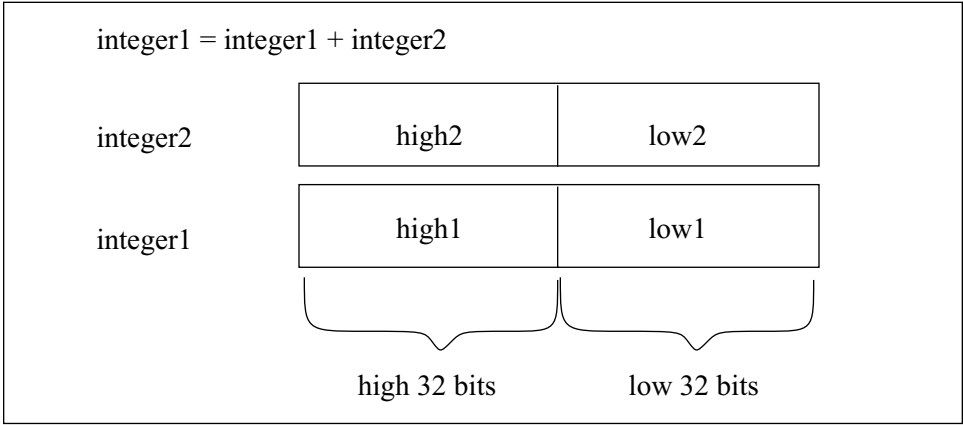 integer1 = integer1 + integer2
integer2 high2 low2
integer1 high1 low1
high 32 bits low 32 bits